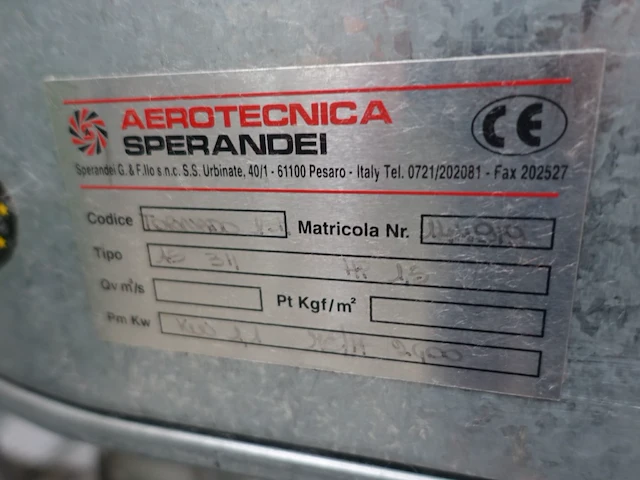 AEROTECNICA
SPERANDEI
Sperandei G. & F.llo s.n.c. S.S. Urbinate, 40/1 - 61100 Pesaro - Italy Tel. 0721/202081 - Fax 202527
CE
Codice Matricola Nr.
Tipo
Qv m³/s Pt Kgf/m²
Pm Kw 2400